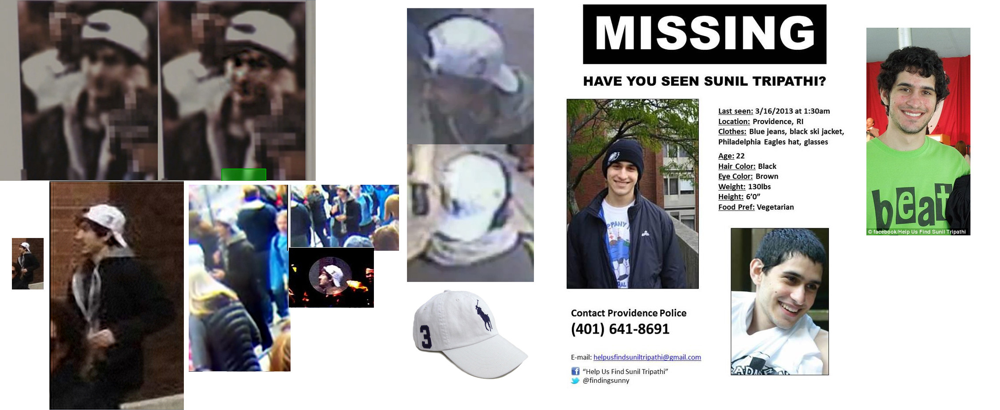 MISSING
HAVE YOU SEEN SUNIL TRIPATHI?
Last seen: 3/16/2013 at 1:30am
Location: Providence, RI
Clothes: Blue jeans, black ski jacket,
Philadelphia Eagles hat, glasses
Age: 22
Hair Color: Black
Eye Color: Brown
Weight: 130lbs
Height: 6’0”
Food Pref: Vegetarian
PPANY
Contact Providence Police
(401) 641-8691
E-mail: helpusfindsuniltripathi@gmail.com
“Help Us Find Sunil Tripathi”
@findingsunny
beat
© facebook/Help Us Find Sunil Tripathi
3